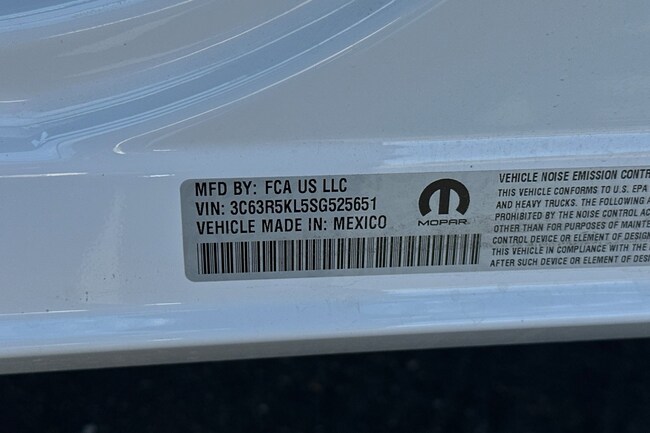 MFD BY: FCA US LLC
VIN: 3C63R5KL5SG525651
VEHICLE MADE IN: MEXICO
MOPAR.
VEHICLE NOISE EMISSION CONTR
THIS VEHICLE CONFORMS TO U.S. EPA
AND HEAVY TRUCKS. THE FOLLOWING A
PROHIBITED BY THE NOISE CONTROL AC
OTHER THAN FOR PURPOSES OF MAINTE
CONTROL DEVICE OR ELEMENT OF DESIG
THIS VEHICLE IN COMPLIANCE WITH THE
AFTER SUCH DEVICE OR ELEMENT OF DES